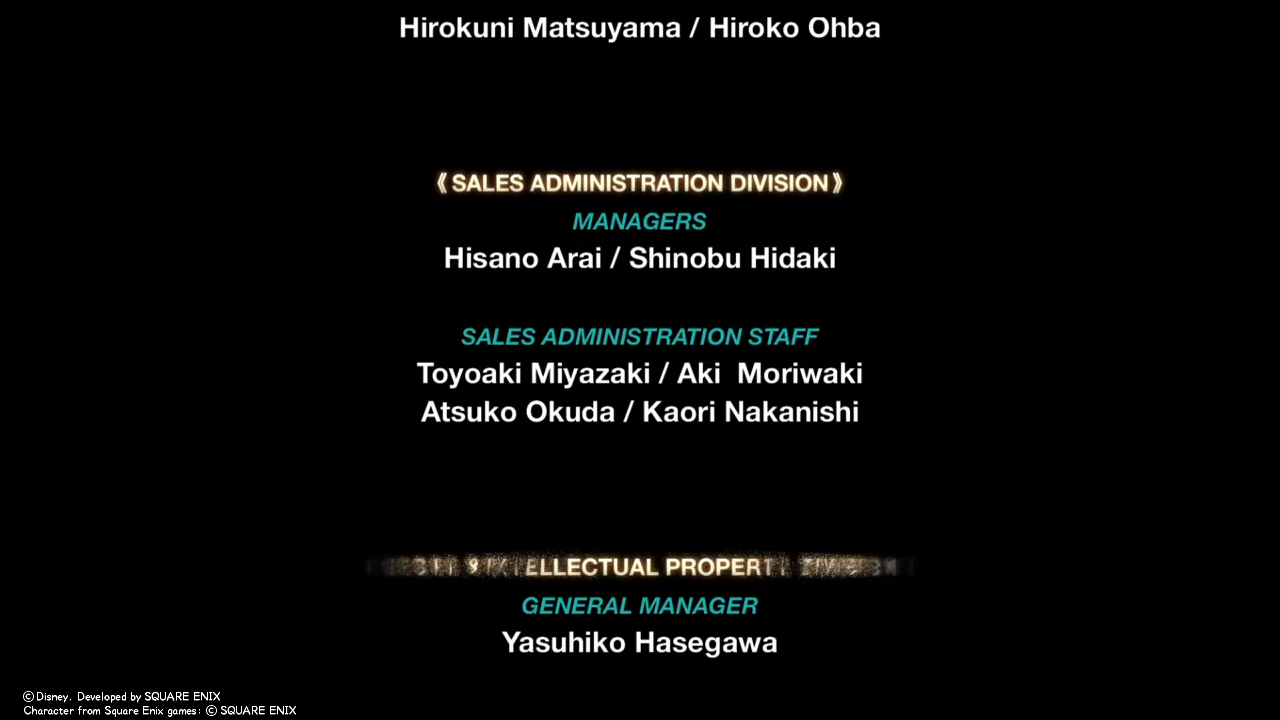 Hirokuni Matsuyama / Hiroko Ohba
《SALES ADMINISTRATION DIVISION》
MANAGERS
Hisano Arai / Shinobu Hidaki
SALES ADMINISTRATION STAFF
Toyoaki Miyazaki / Aki  Moriwaki
Atsuko Okuda / Kaori Nakanishi
ELLECTUAL PROPERT
GENERAL MANAGER
Yasuhiko Hasegawa
©Disney. Developed by SQUARE ENIX
Character from Square Enix games: © SQUARE ENIX